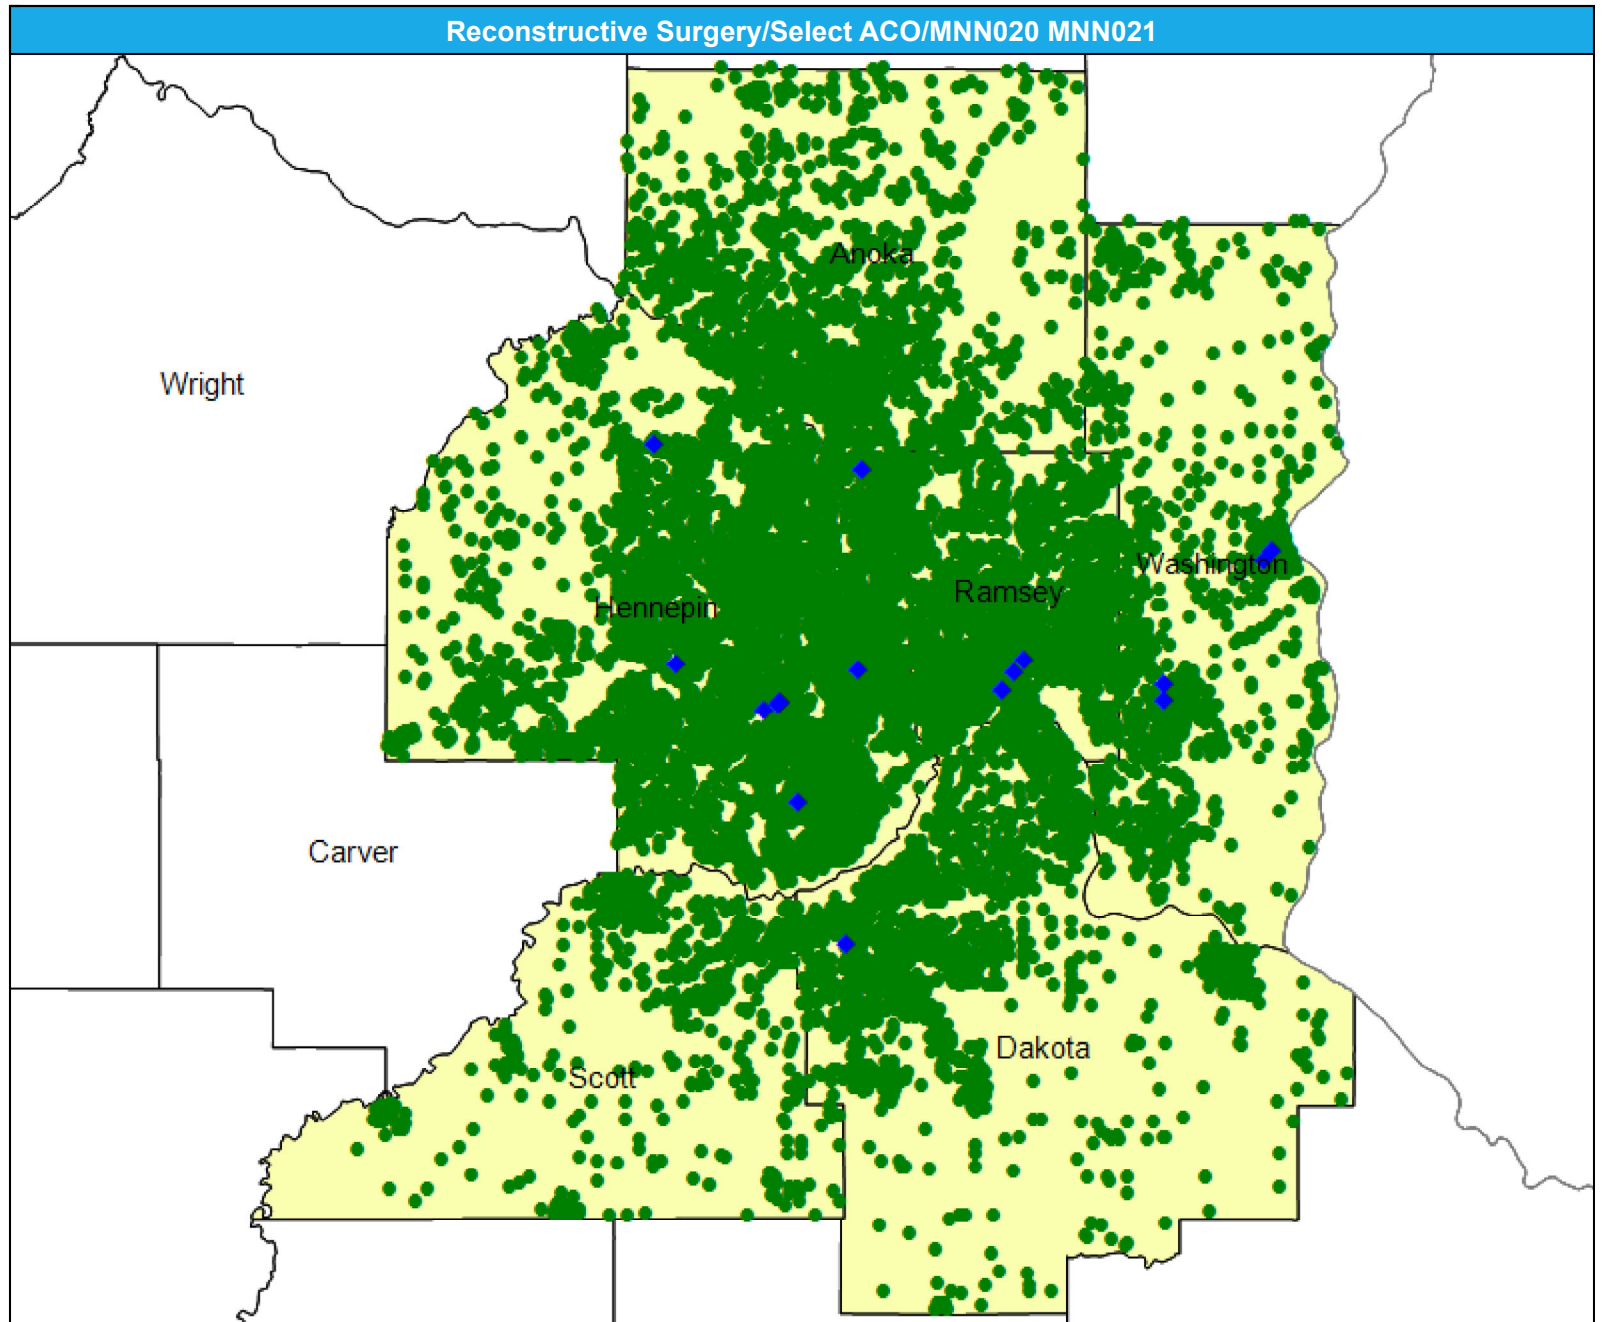 Reconstructive Surgery/Select ACO/MNN020 MNN021
Anoka
Wright
Washington
Ramsey
Hennepin
Carver
Dakota
Scott